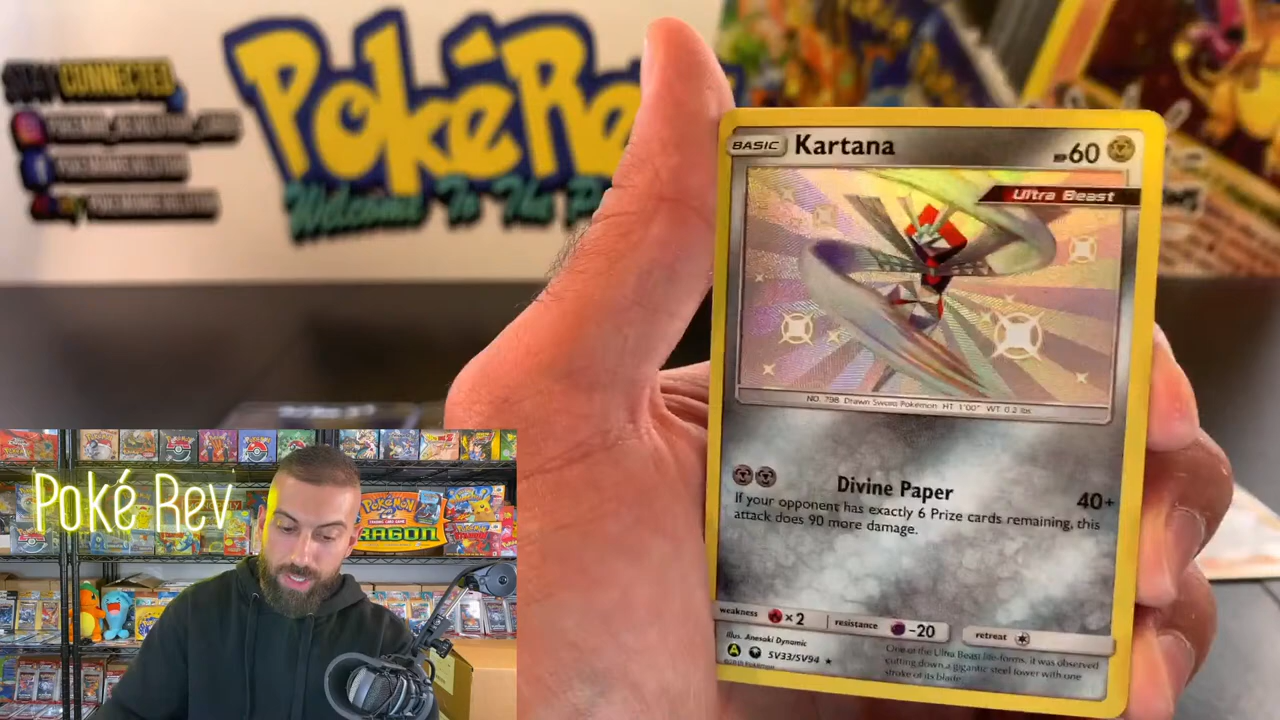 STAY CONNECTED
PokéRe
Welcome To The P
BASIC Kartana 60
Ultra Beast
NO. 798 Drawn Sword Pokémon HT 1'00" WT 0.2 lbs
Divine Paper 40+
If your opponent has exactly 6 Prize cards remaining, this
attack does 90 more damage.
weakness ×2 resistance -20 retreat
Illus. Anesaki Dynamic
A SV33/SV94
One of the Ultra Beast life-forms, it was observed
cutting down a gigantic steel tower with one
stroke of its blade.
Poké Rev
POKÉMON
DRAGON